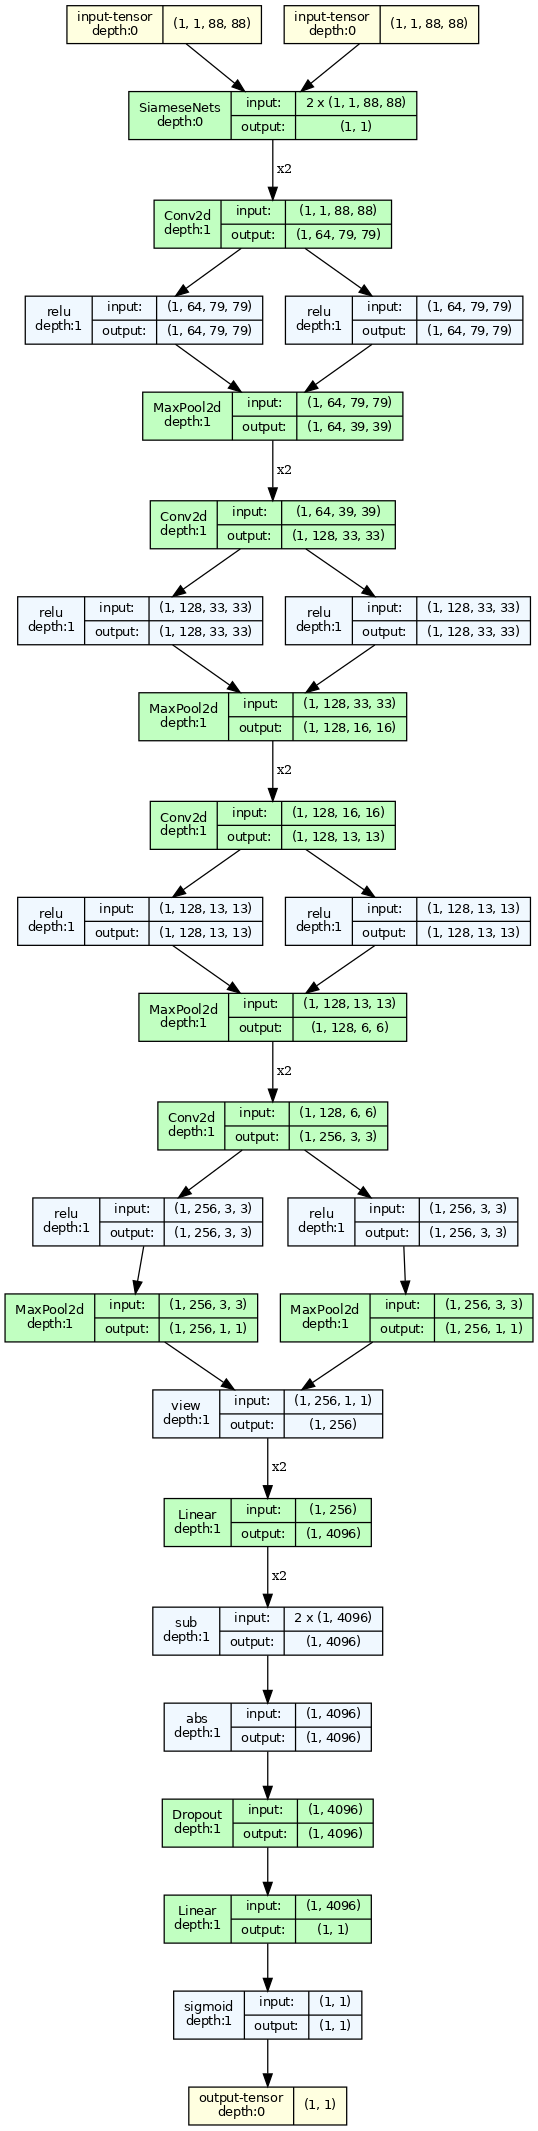 input-tensor
depth:0
(1, 1, 88, 88)
input-tensor
depth:0
(1, 1, 88, 88)
SiameseNets
depth:0
input:
2 x (1, 1, 88, 88)
output:
(1, 1)
x2
Conv2d
depth:1
input:
(1, 1, 88, 88)
output:
(1, 64, 79, 79)
relu
depth:1
input:
(1, 64, 79, 79)
output:
(1, 64, 79, 79)
relu
depth:1
input:
(1, 64, 79, 79)
output:
(1, 64, 79, 79)
MaxPool2d
depth:1
input:
(1, 64, 79, 79)
output:
(1, 64, 39, 39)
x2
Conv2d
depth:1
input:
(1, 64, 39, 39)
output:
(1, 128, 33, 33)
relu
depth:1
input:
(1, 128, 33, 33)
output:
(1, 128, 33, 33)
relu
depth:1
input:
(1, 128, 33, 33)
output:
(1, 128, 33, 33)
MaxPool2d
depth:1
input:
(1, 128, 33, 33)
output:
(1, 128, 16, 16)
x2
Conv2d
depth:1
input:
(1, 128, 16, 16)
output:
(1, 128, 13, 13)
relu
depth:1
input:
(1, 128, 13, 13)
output:
(1, 128, 13, 13)
relu
depth:1
input:
(1, 128, 13, 13)
output:
(1, 128, 13, 13)
MaxPool2d
depth:1
input:
(1, 128, 13, 13)
output:
(1, 128, 6, 6)
x2
Conv2d
depth:1
input:
(1, 128, 6, 6)
output:
(1, 256, 3, 3)
relu
depth:1
input:
(1, 256, 3, 3)
output:
(1, 256, 3, 3)
relu
depth:1
input:
(1, 256, 3, 3)
output:
(1, 256, 3, 3)
MaxPool2d
depth:1
input:
(1, 256, 3, 3)
output:
(1, 256, 1, 1)
MaxPool2d
depth:1
input:
(1, 256, 3, 3)
output:
(1, 256, 1, 1)
view
depth:1
input:
(1, 256, 1, 1)
output:
(1, 256)
x2
Linear
depth:1
input:
(1, 256)
output:
(1, 4096)
x2
sub
depth:1
input:
2 x (1, 4096)
output:
(1, 4096)
abs
depth:1
input:
(1, 4096)
output:
(1, 4096)
Dropout
depth:1
input:
(1, 4096)
output:
(1, 4096)
Linear
depth:1
input:
(1, 4096)
output:
(1, 1)
sigmoid
depth:1
input:
(1, 1)
output:
(1, 1)
output-tensor
depth:0
(1, 1)